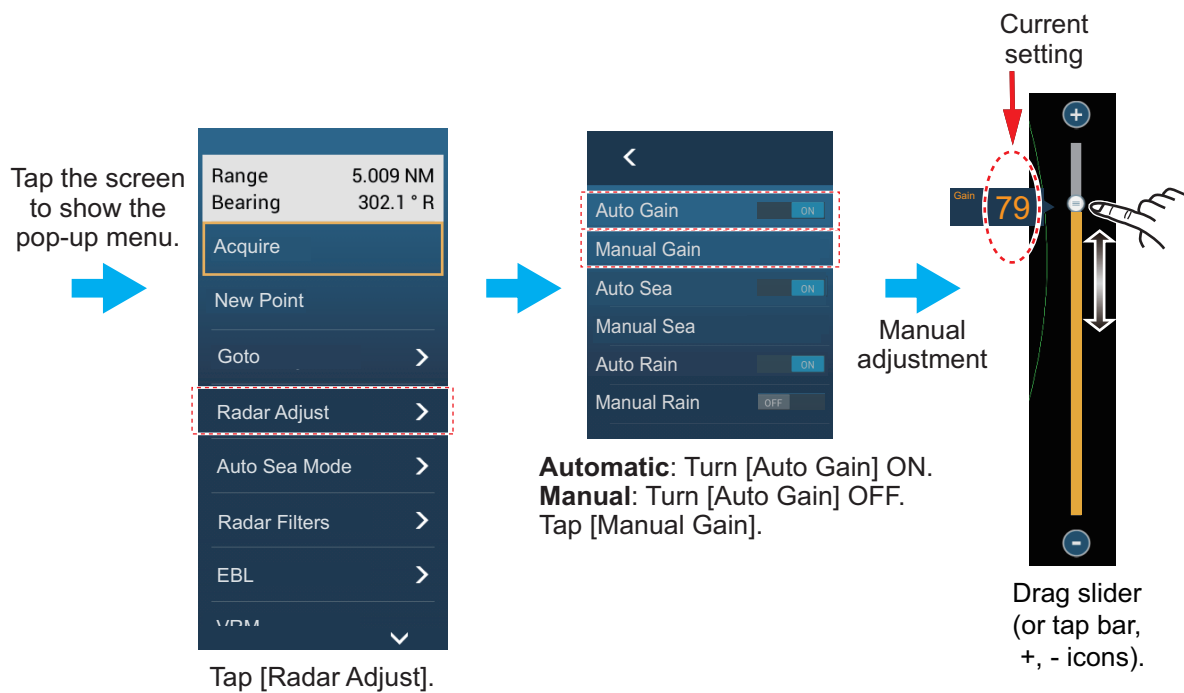 Tap the screen
to show the
pop-up menu.
Range 5.009 NM
Bearing 302.1 ° R
Acquire
New Point
Goto
Radar Adjust
Auto Sea Mode
Radar Filters
EBL
VRM
Tap [Radar Adjust].
Auto Gain ON
Manual Gain
Auto Sea ON
Manual Sea
Auto Rain ON
Manual Rain OFF
Automatic: Turn [Auto Gain] ON.
Manual: Turn [Auto Gain] OFF.
Tap [Manual Gain].
Manual
adjustment
Current
setting
+
Gain 79
-
Drag slider
(or tap bar,
+, - icons).